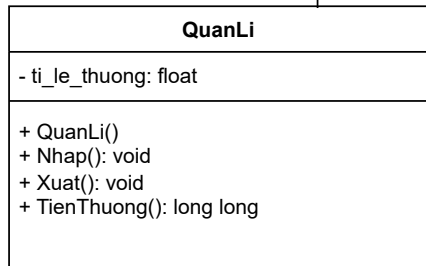 QuanLi
- ti_le_thuong: float
+ QuanLi()
+ Nhap(): void
+ Xuat(): void
+ TienThuong(): long long